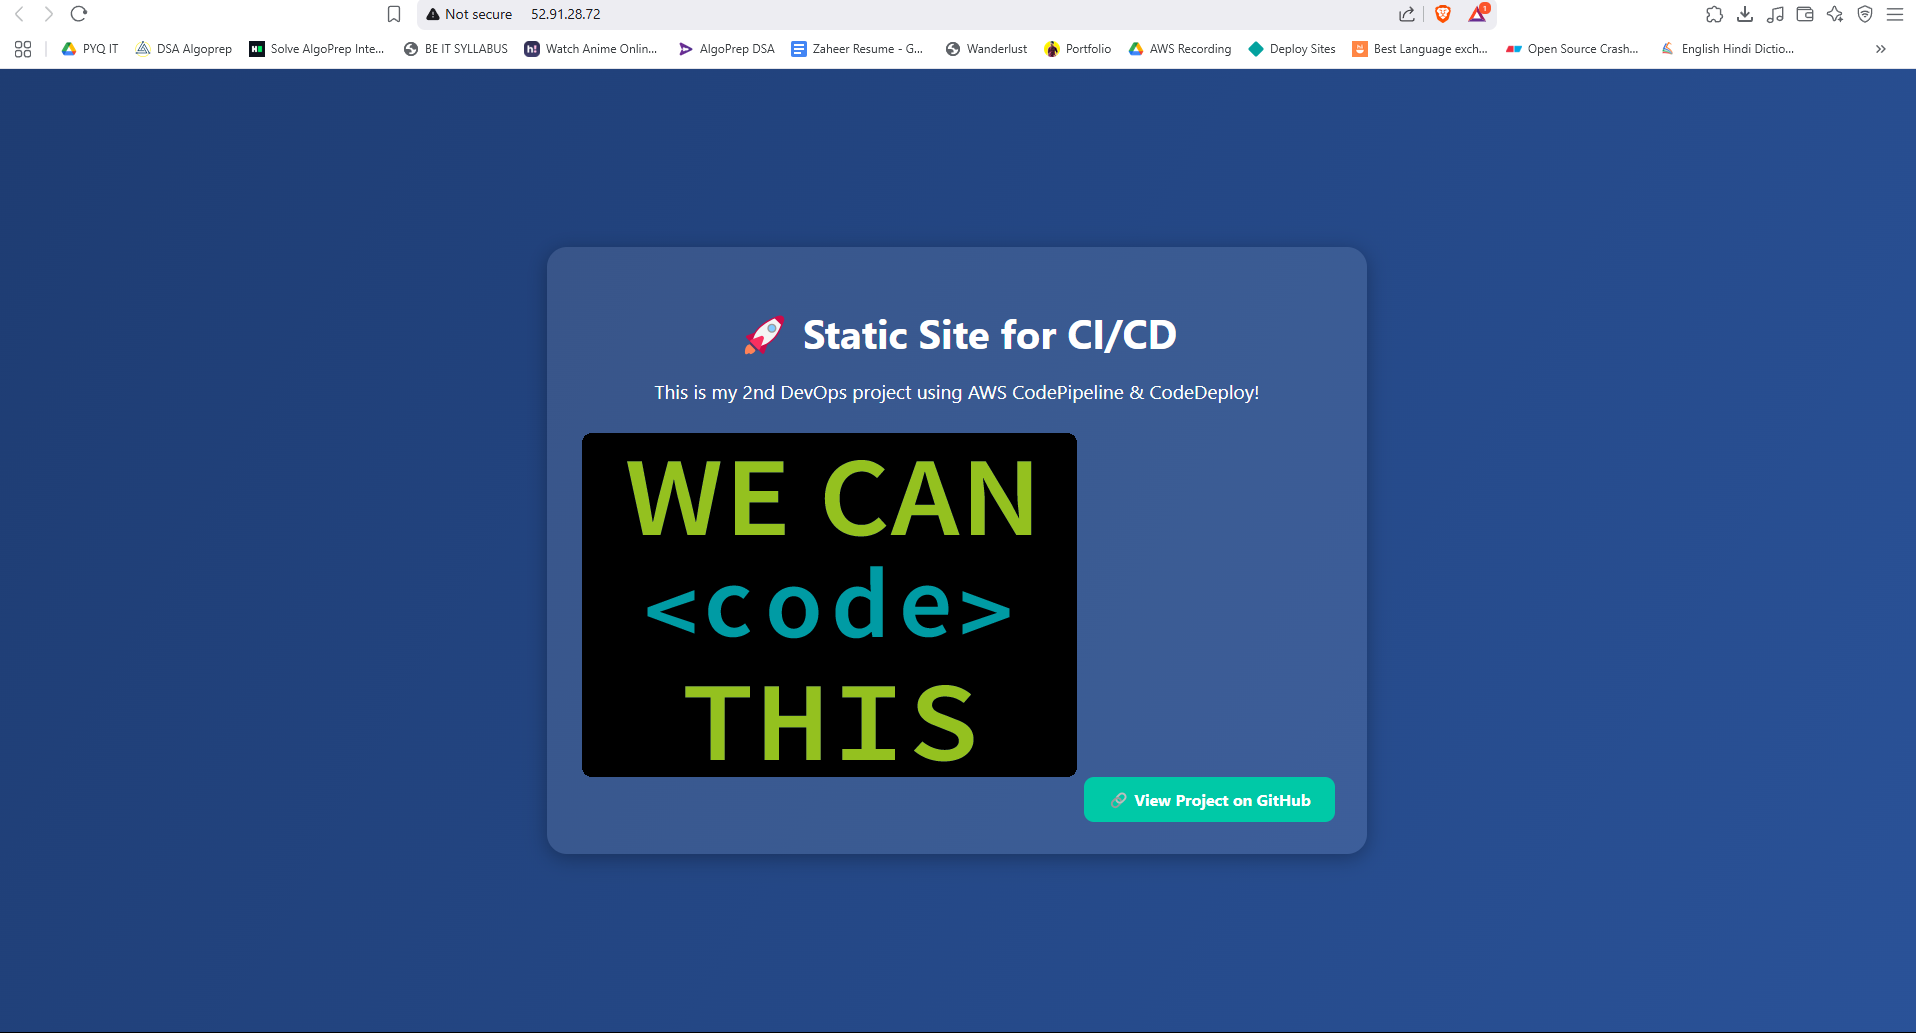 Not secure 52.91.28.72
1
PYQ IT DSA Algoprep Solve AlgoPrep Inte... BE IT SYLLABUS h! Watch Anime Onlin... AlgoPrep DSA Zaheer Resume - G... Wanderlust Portfolio AWS Recording Deploy Sites Best Language exch... Open Source Crash... English Hindi Dictio... »
🚀 Static Site for CI/CD
This is my 2nd DevOps project using AWS CodePipeline & CodeDeploy!
WE CAN
<code>
THIS
🔗 View Project on GitHub